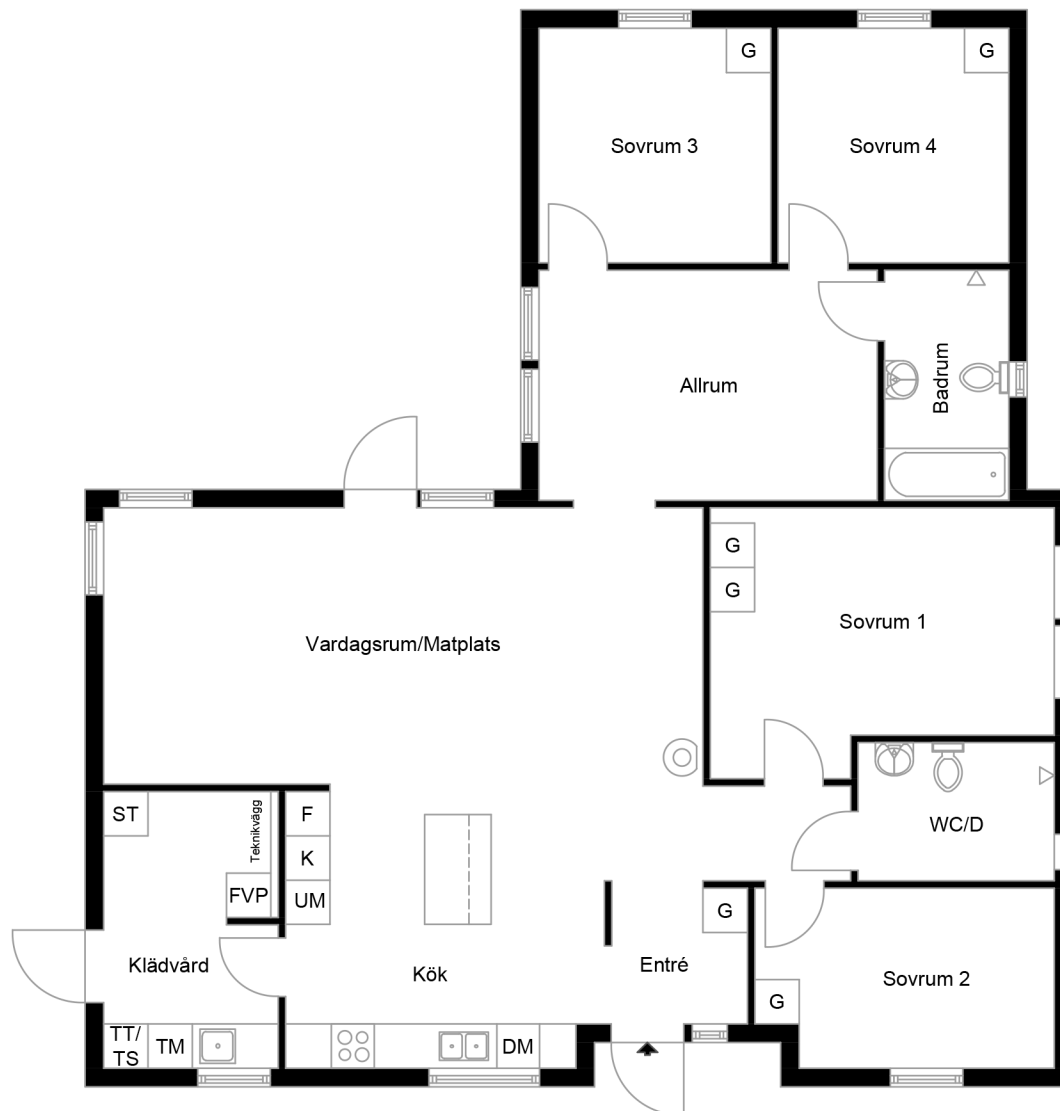 G
G
Sovrum 3
Sovrum 4
Allrum
Badrum
G
G
Sovrum 1
Vardagsrum/Matplats
ST
Teknikvägg
F
K
UM
FVP
WC/D
G
Klädvård
Kök
Entré
Sovrum 2
G
TT/
TS
TM
DM